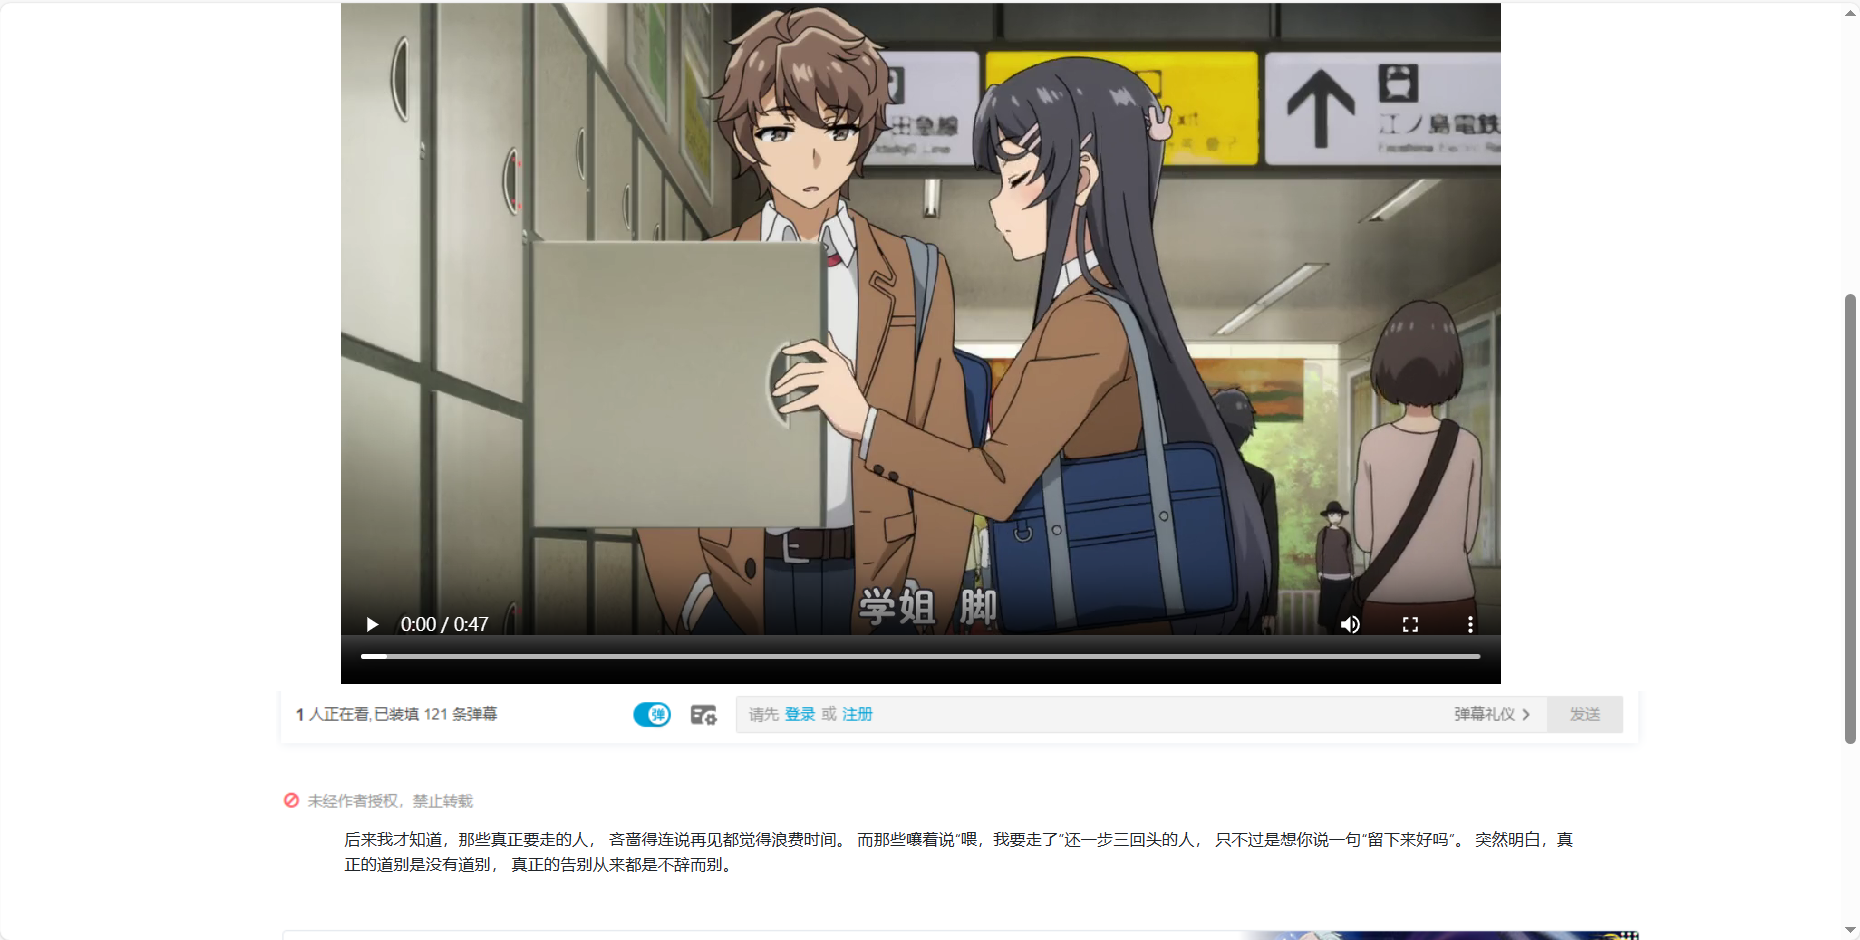 田急線
江ノ島電鉄
学姐 脚
0:00 / 0:47
1 人正在看,已装填 121 条弹幕
弹
请先 登录 或 注册
弹幕礼仪
发送
未经作者授权，禁止转载
后来我才知道，那些真正要走的人， 吝啬得连说再见都觉得浪费时间。 而那些嚷着说“喂，我要走了”还一步三回头的人， 只不过是想你说一句“留下来好吗”。 突然明白，真
正的道别是没有道别， 真正的告别从来都是不辞而别。